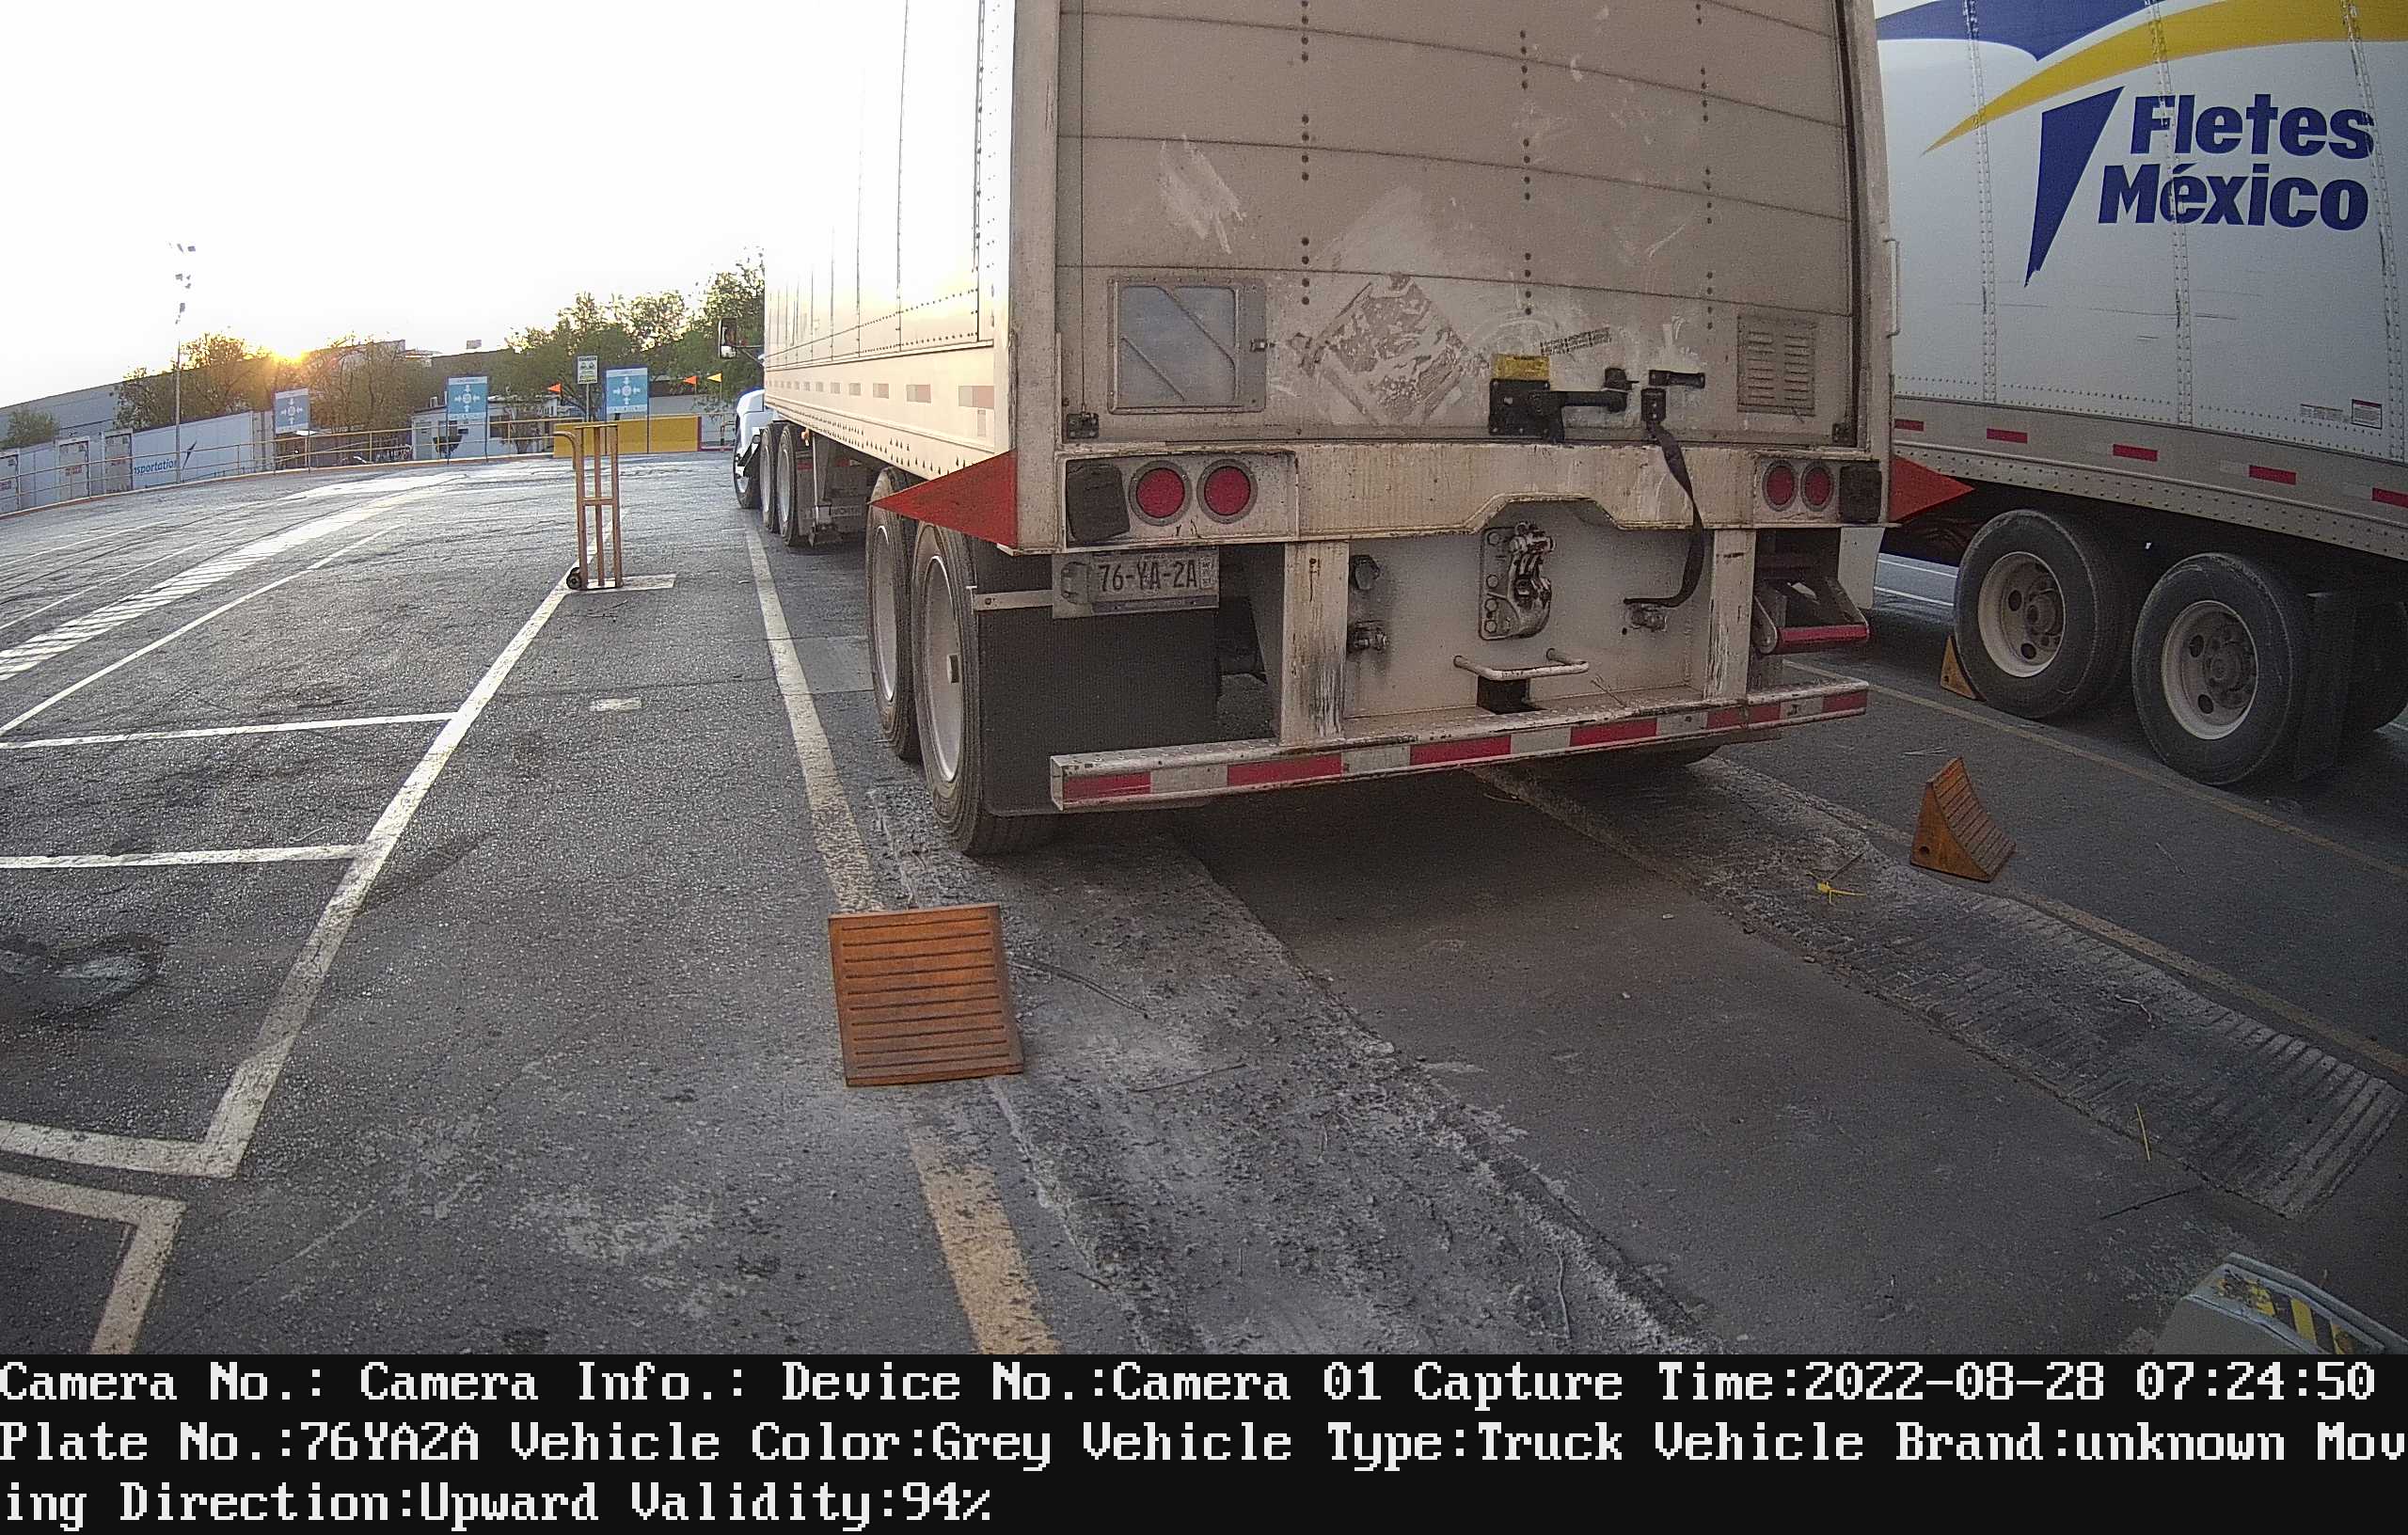 Fletes
México
nsportation
76-YA-2A
Camera No.: Camera Info.: Device No.:Camera 01 Capture Time:2022-08-28 07:24:50
Plate No.:76YA2A Vehicle Color:Grey Vehicle Type:Truck Vehicle Brand:unknown Mov
ing Direction:Upward Validity:94%